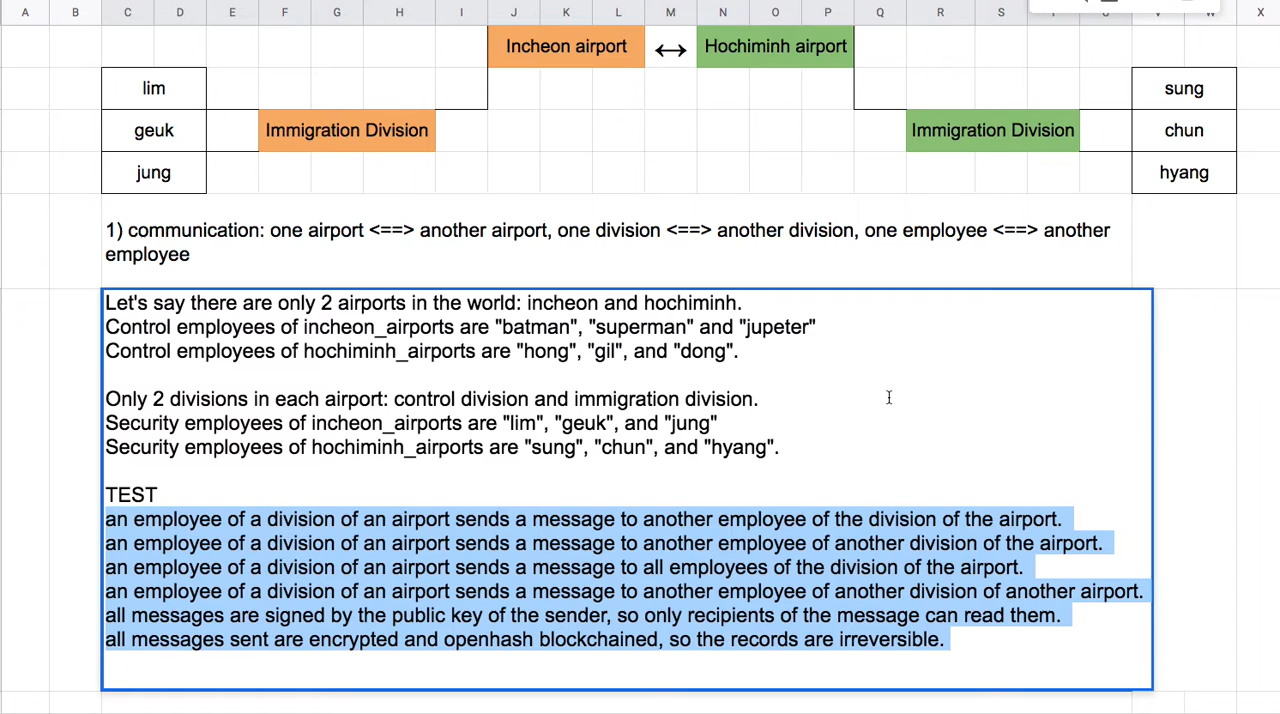 A B C D E F G H I J K L M N O P Q R S T U V W X
Incheon airport ↔ Hochiminh airport
lim
sung
geuk
Immigration Division
Immigration Division
chun
jung
hyang
1) communication: one airport <==> another airport, one division <==> another division, one employee <==> another
employee
Let's say there are only 2 airports in the world: incheon and hochiminh.
Control employees of incheon_airports are "batman", "superman" and "jupeter"
Control employees of hochiminh_airports are "hong", "gil", and "dong".
Only 2 divisions in each airport: control division and immigration division.
Security employees of incheon_airports are "lim", "geuk", and "jung"
Security employees of hochiminh_airports are "sung", "chun", and "hyang".
TEST
an employee of a division of an airport sends a message to another employee of the division of the airport.
an employee of a division of an airport sends a message to another employee of another division of the airport.
an employee of a division of an airport sends a message to all employees of the division of the airport.
an employee of a division of an airport sends a message to another employee of another division of another airport.
all messages are signed by the public key of the sender, so only recipients of the message can read them.
all messages sent are encrypted and openhash blockchained, so the records are irreversible.